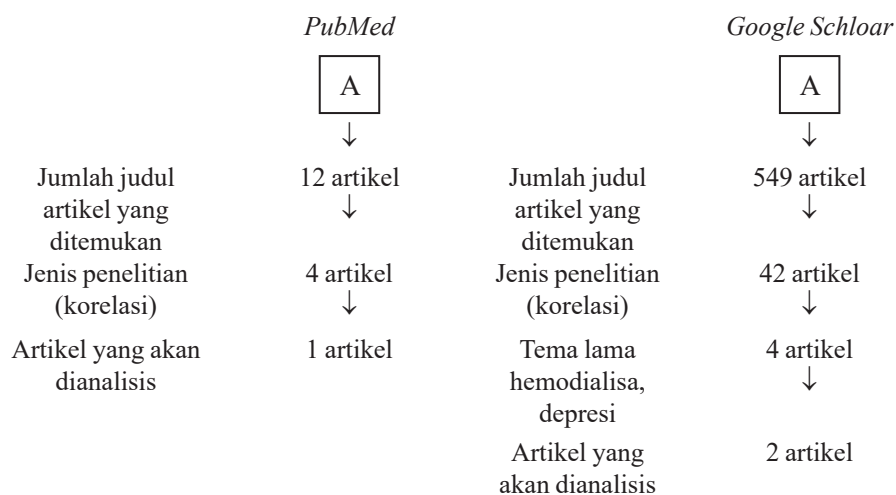 PubMed
A
↓
Jumlah judul
artikel yang
ditemukan
12 artikel
↓
Jenis penelitian
(korelasi)
4 artikel
↓
Artikel yang akan
dianalisis
1 artikel
Google Schloar
A
↓
Jumlah judul
artikel yang
ditemukan
549 artikel
↓
Jenis penelitian
(korelasi)
42 artikel
↓
Tema lama
hemodialisa,
depresi
4 artikel
↓
Artikel yang
akan dianalisis
2 artikel